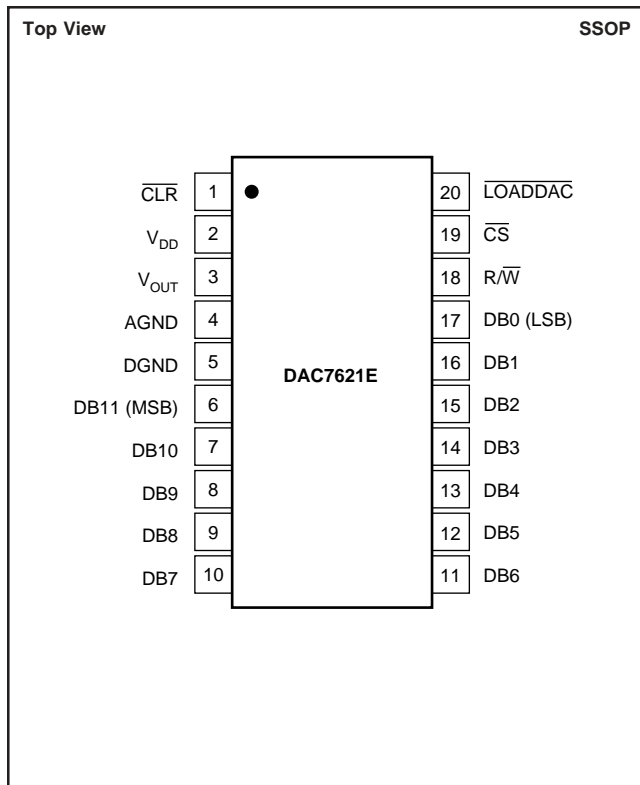 Top View SSOP
CLR 1 20 LOADDAC
VDD 2 19 CS
VOUT 3 18 R/W
AGND 4 17 DB0 (LSB)
DGND 5 16 DB1
DAC7621E
DB11 (MSB) 6 15 DB2
DB10 7 14 DB3
DB9 8 13 DB4
DB8 9 12 DB5
DB7 10 11 DB6